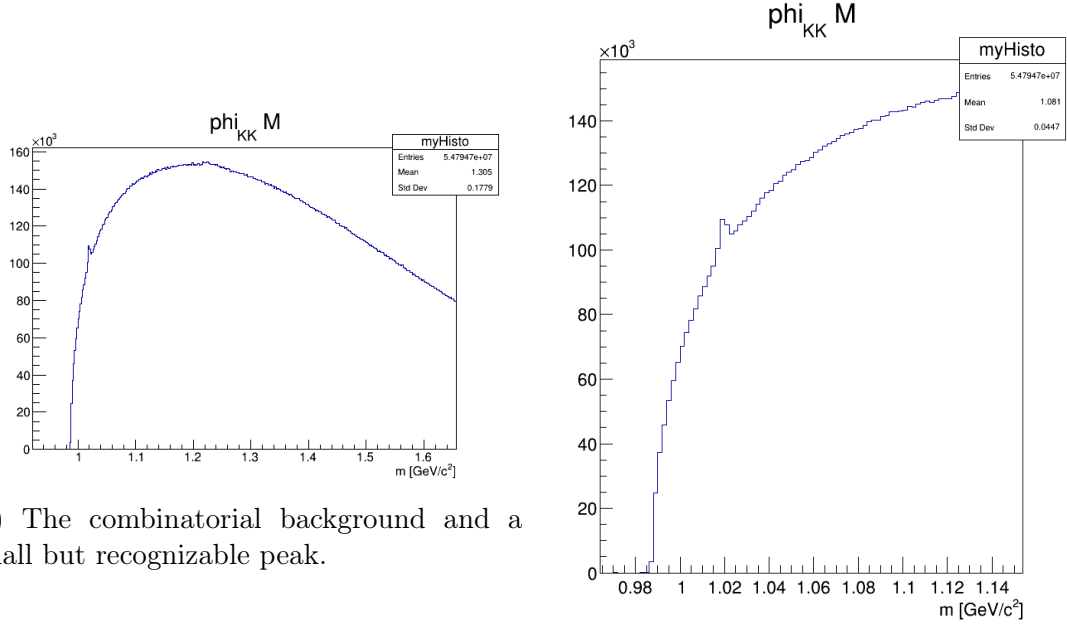 phi_KK M
×10³
myHisto
Entries 5.47947e+07
Mean 1.305
Std Dev 0.1779
160
140
120
100
80
60
40
20
0
1 1.1 1.2 1.3 1.4 1.5 1.6
m [GeV/c²]
) The combinatorial background and a
all but recognizable peak.
phi_KK M
×10³
myHisto
Entries 5.47947e+07
Mean 1.081
Std Dev 0.0447
140
120
100
80
60
40
20
0
0.98 1 1.02 1.04 1.06 1.08 1.1 1.12 1.14
m [GeV/c²]